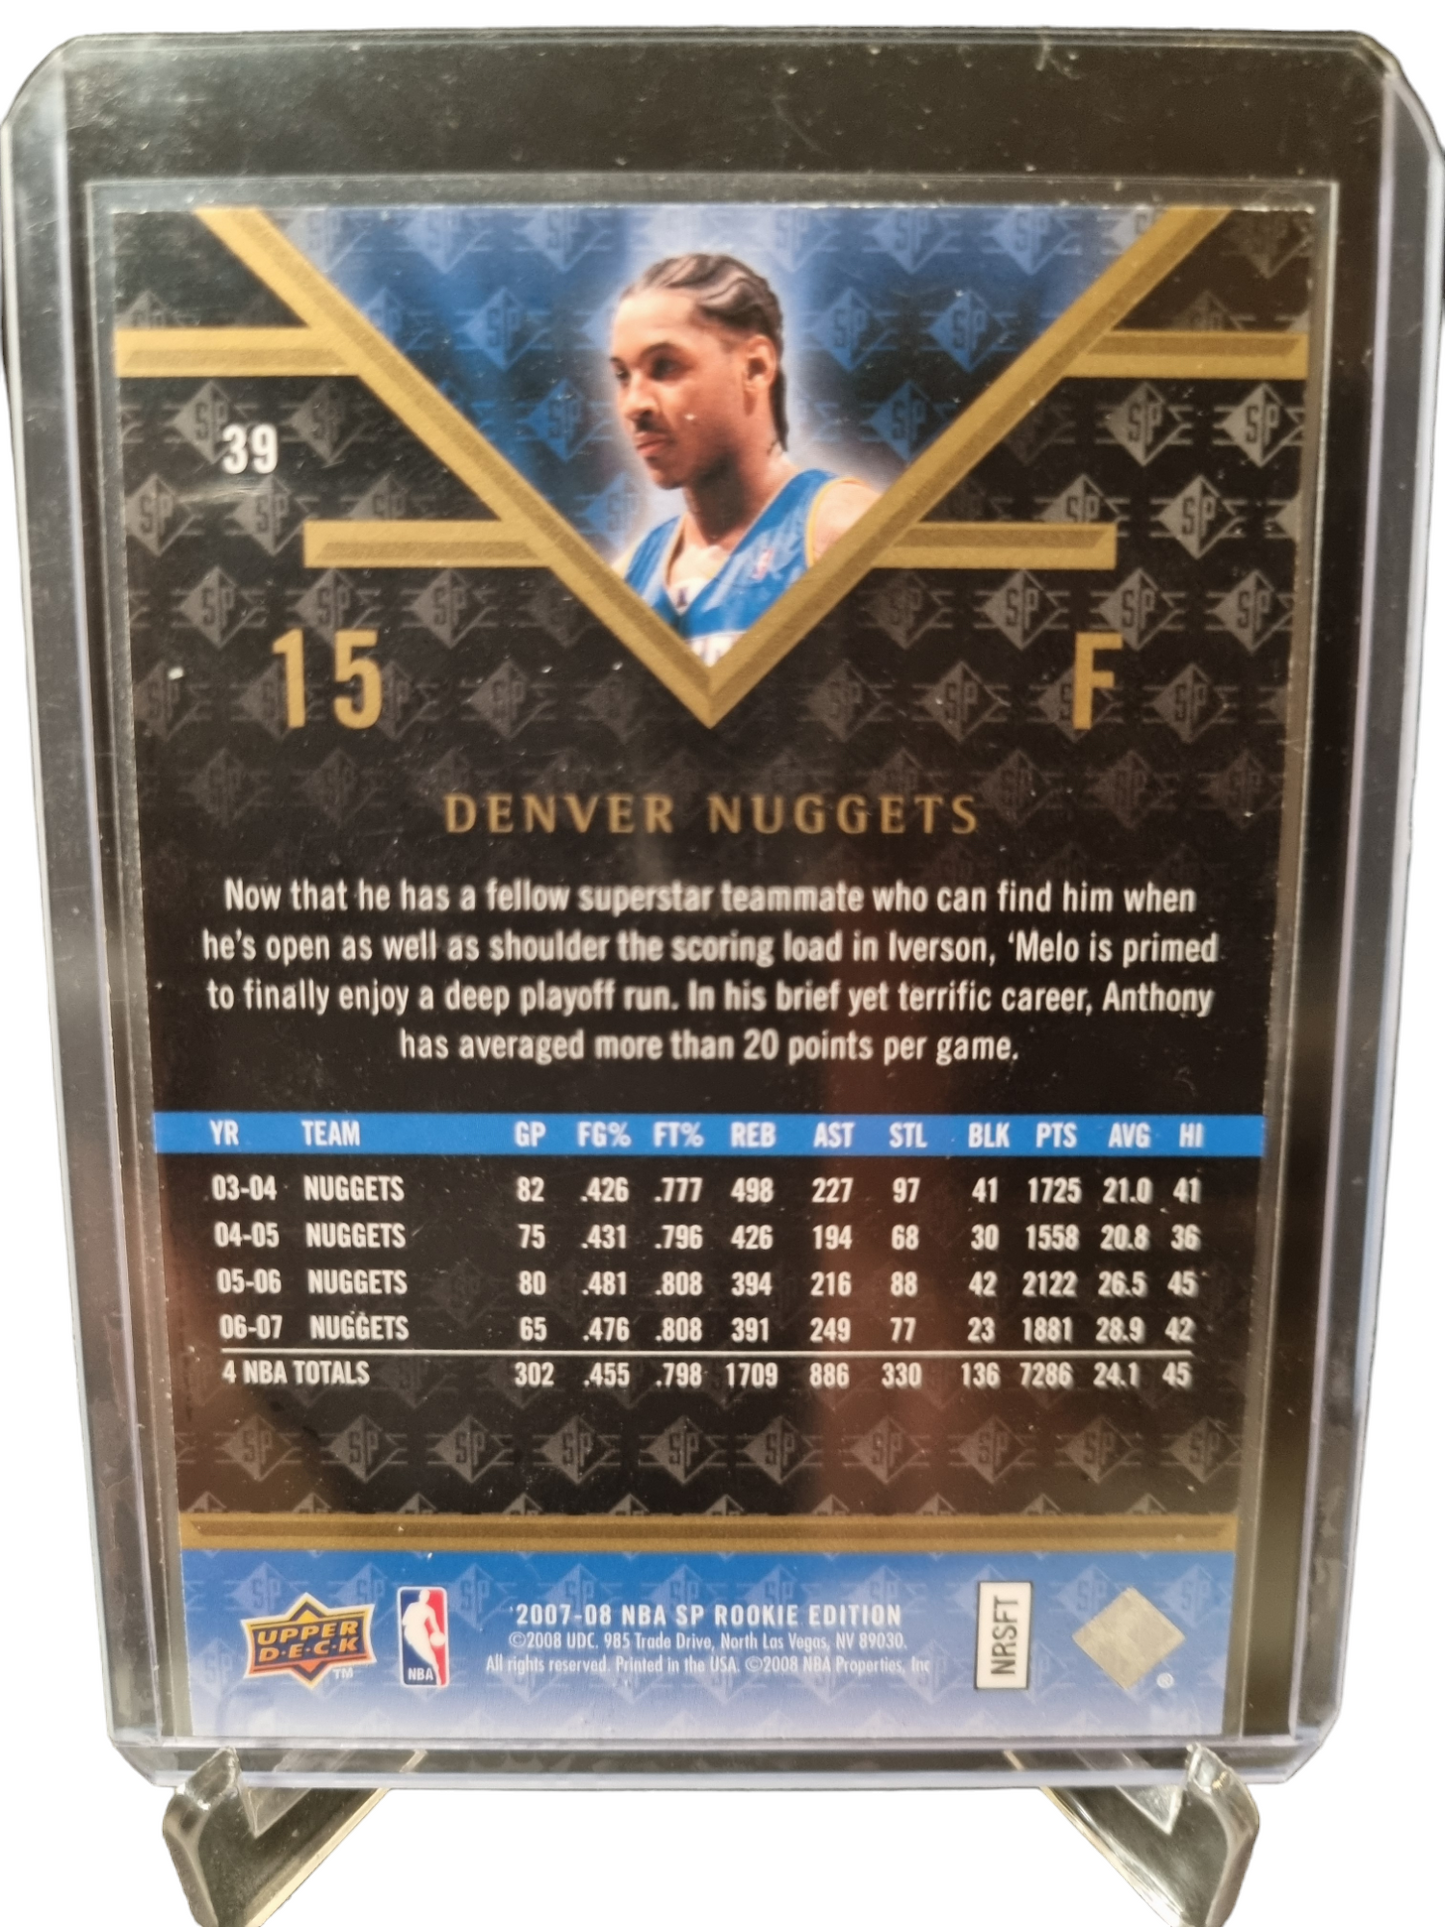 39
15
F
DENVER NUGGETS
Now that he has a fellow superstar teammate who can find him when
he's open as well as shoulder the scoring load in Iverson, ‘Melo is primed
to finally enjoy a deep playoff run. In his brief yet terrific career, Anthony
has averaged more than 20 points per game.
YR TEAM GP FG% FT% REB AST STL BLK PTS AVG HI
03-04 NUGGETS 82 .426 .777 498 227 97 41 1725 21.0 41
04-05 NUGGETS 75 .431 .796 426 194 68 30 1558 20.8 36
05-06 NUGGETS 80 .481 .808 394 216 88 42 2122 26.5 45
06-07 NUGGETS 65 .476 .808 391 249 77 23 1881 28.9 42
4 NBA TOTALS 302 .455 .798 1709 886 330 136 7286 24.1 45
UPPER
D·E·C·K
TM
NBA
2007-08 NBA SP ROOKIE EDITION
©2008 UDC. 985 Trade Drive, North Las Vegas, NV 89030.
All rights reserved. Printed in the USA. ©2008 NBA Properties, Inc
NRSFT
®